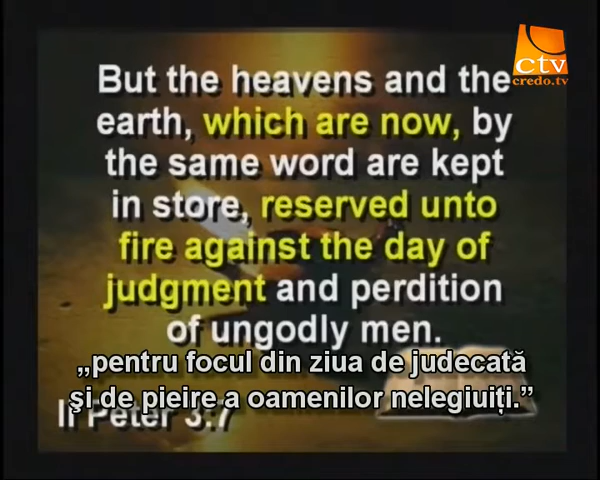 ctv
credo.tv
But the heavens and the
earth, which are now, by
the same word are kept
in store, reserved unto
fire against the day of
judgment and perdition
of ungodly men.
„pentru focul din ziua de judecată
şi de pieire a oamenilor nelegiuiţi.”
II Peter 3:7